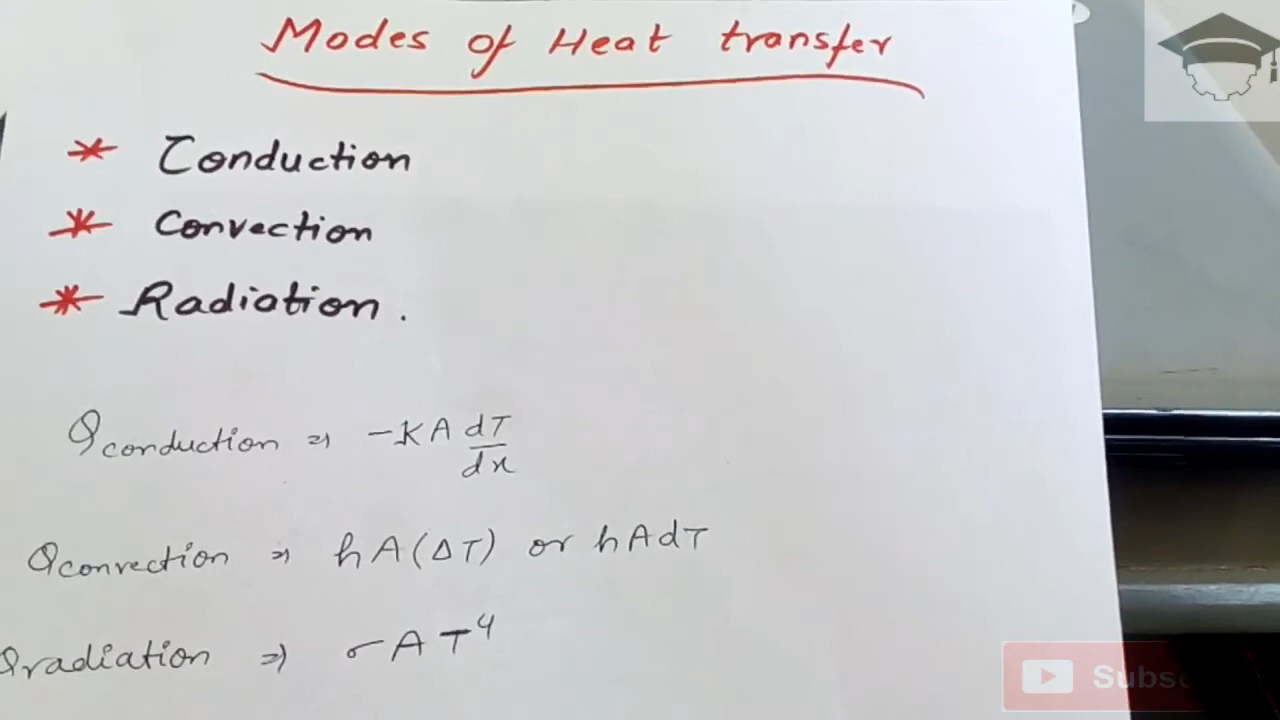 Modes of Heat transfer
* Conduction
* Convection
* Radiation.
Qconduction => -KA dT/dx
Qconvection => hA(ΔT) or hAdT
Qradiation => σAT⁴